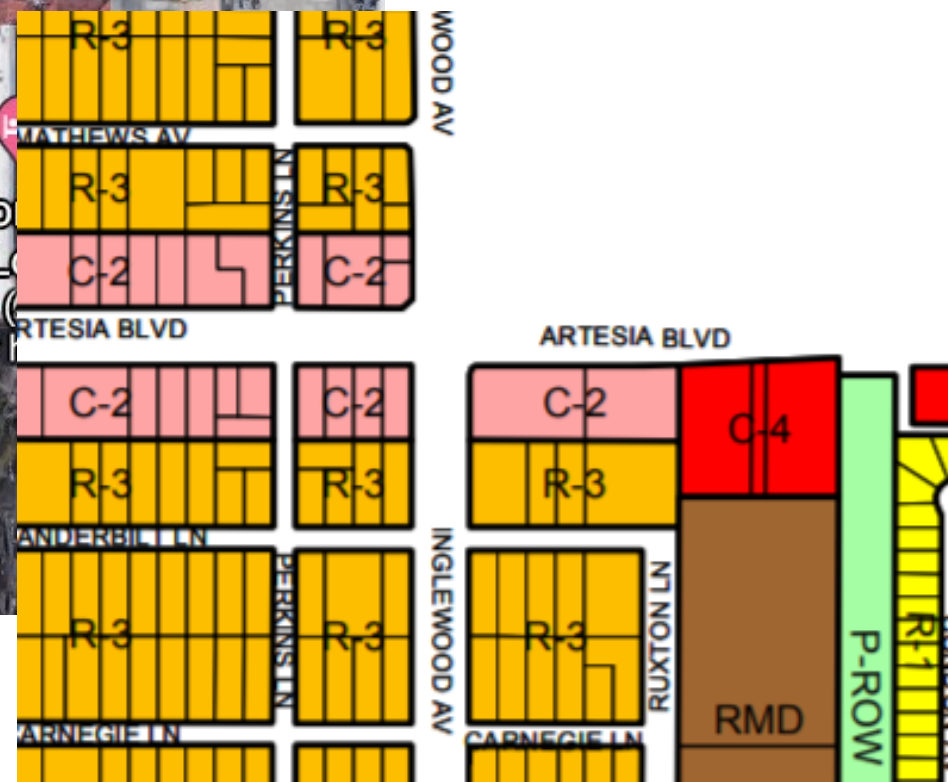 R-3
R-3
WOOD AV
MATHEWS AV
R-3
PERKINS LN
R-3
C-2
C-2
RTESIA BLVD
ARTESIA BLVD
C-2
C-2
C-2
C-4
R-3
R-3
R-3
ANDERBILT LN
PERKINS LN
INGLEWOOD AV
RUXTON LN
R-3
R-3
R-3
P-ROW
R-1
RMD
ARNEGIE LN
CARNEGIE LN